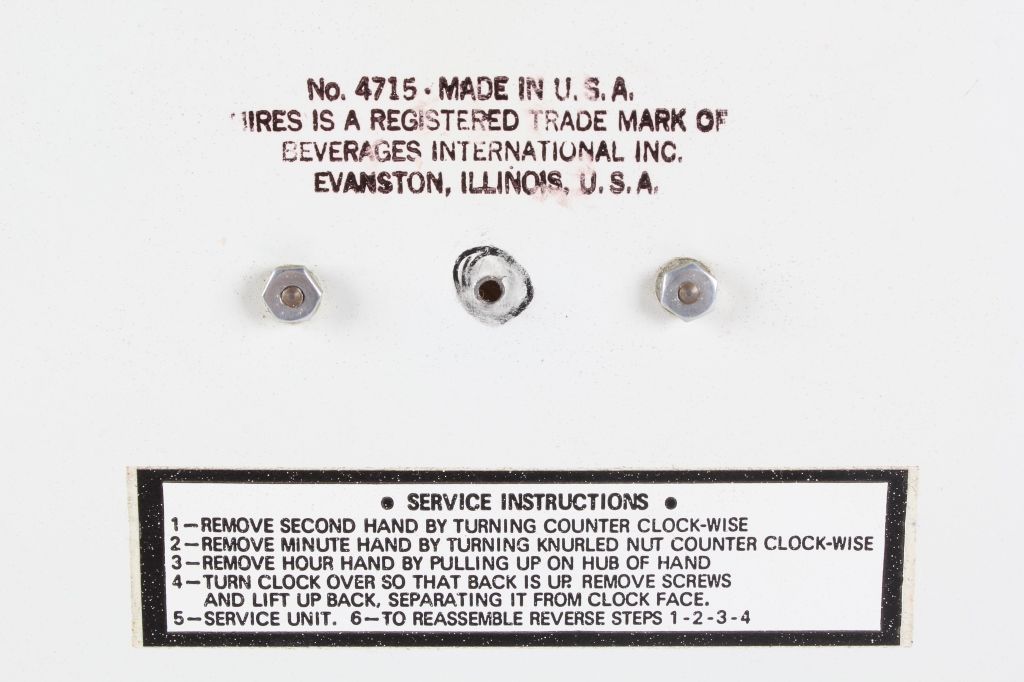 No. 4715 · MADE IN U.S.A.
HIRES IS A REGISTERED TRADE MARK OF
BEVERAGES INTERNATIONAL INC.
EVANSTON, ILLINOIS, U.S.A.
• SERVICE INSTRUCTIONS •
1—REMOVE SECOND HAND BY TURNING COUNTER CLOCK-WISE
2—REMOVE MINUTE HAND BY TURNING KNURLED NUT COUNTER CLOCK-WISE
3—REMOVE HOUR HAND BY PULLING UP ON HUB OF HAND
4—TURN CLOCK OVER SO THAT BACK IS UP. REMOVE SCREWS
AND LIFT UP BACK, SEPARATING IT FROM CLOCK FACE.
5—SERVICE UNIT. 6—TO REASSEMBLE REVERSE STEPS 1-2-3-4